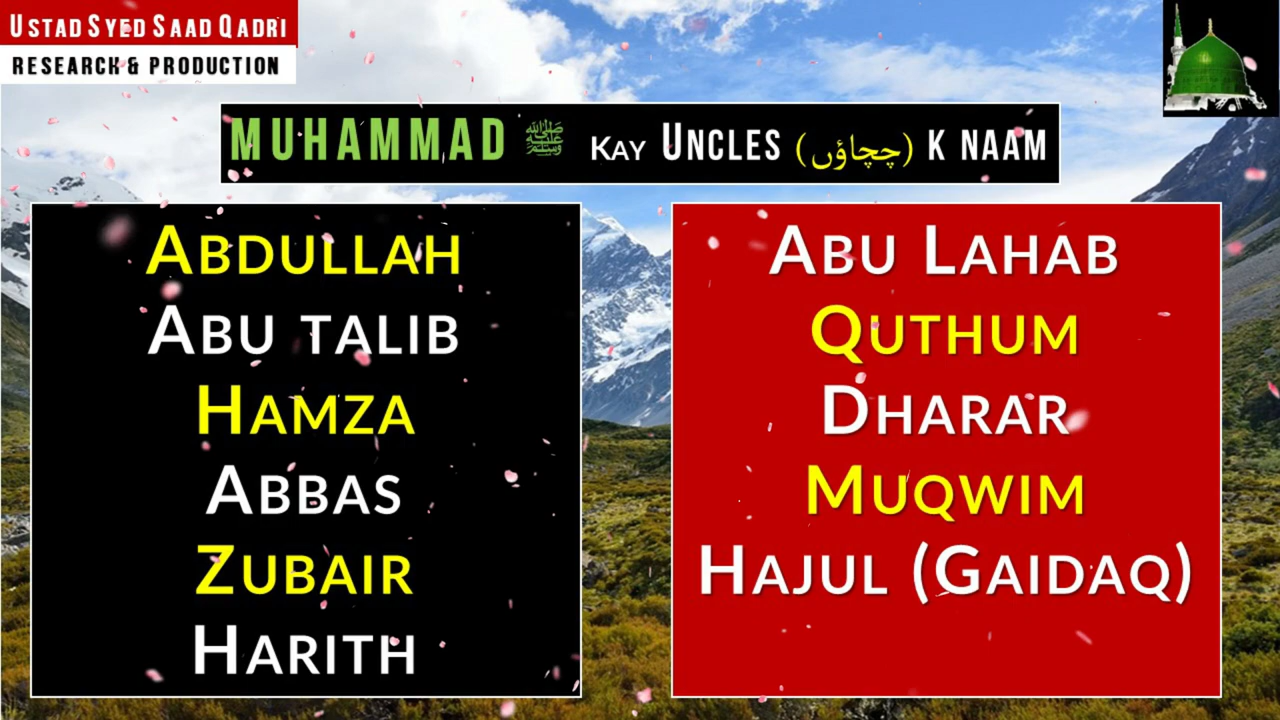 USTAD SYED SAAD QADRI
RESEARCH & PRODUCTION
MUHAMMAD ﷺ KAY UNCLES (چچاؤں) K NAAM
ABDULLAH
ABU TALIB
HAMZA
ABBAS
ZUBAIR
HARITH
ABU LAHAB
QUTHUM
DHARAR
MUQWIM
HAJUL (GAIDAQ)